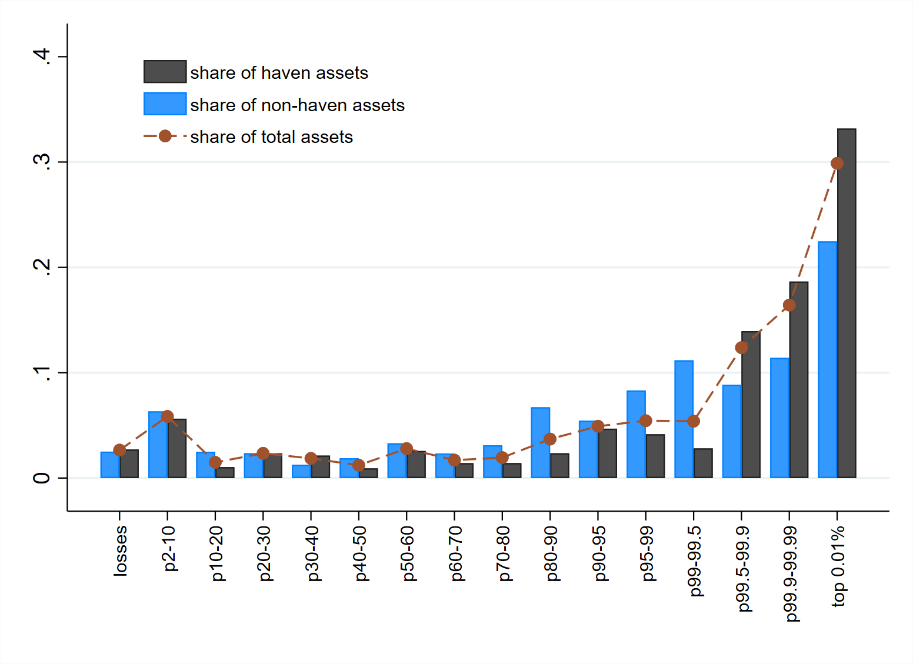 .4
.3
.2
.1
0
share of haven assets
share of non-haven assets
share of total assets
losses
p2-10
p10-20
p20-30
p30-40
p40-50
p50-60
p60-70
p70-80
p80-90
p90-95
p95-99
p99-99.5
p99.5-99.9
p99.9-99.99
top 0.01%